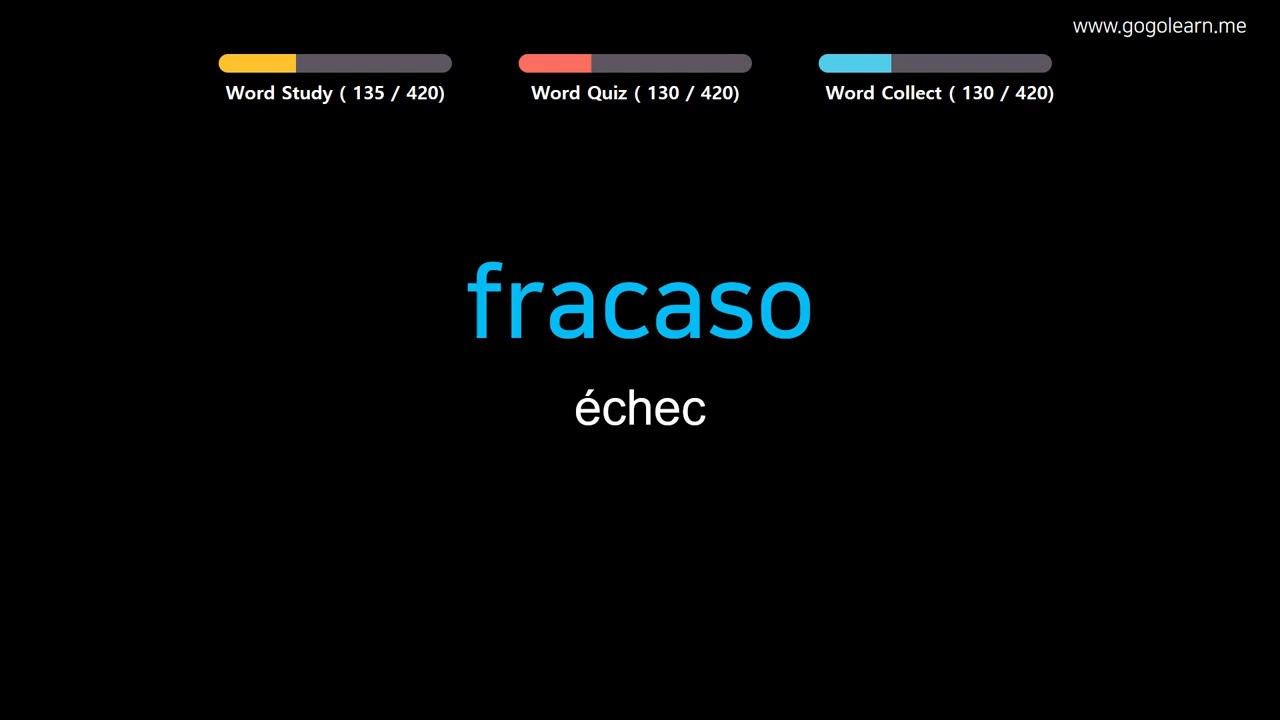 www.gogolearn.me
Word Study ( 135 / 420)
Word Quiz ( 130 / 420)
Word Collect ( 130 / 420)
fracaso
échec